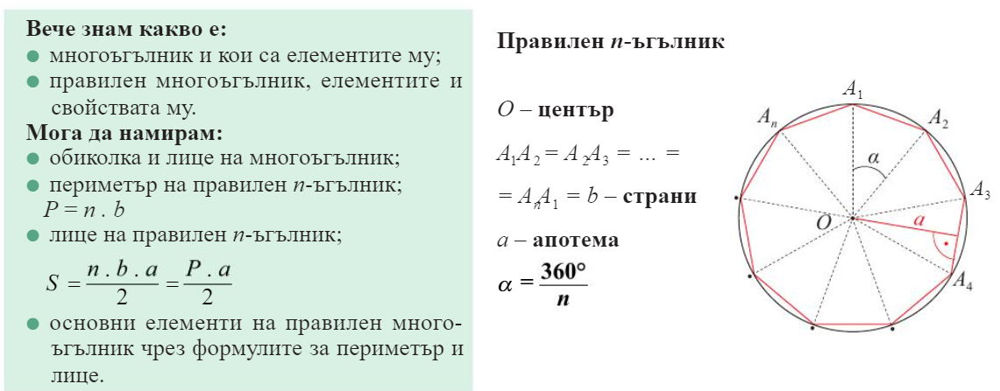 Вече знам какво е:
● многоъгълник и кои са елементите му;
● правилен многоъгълник, елементите и
свойствата му.
Мога да намирам:
● обиколка и лице на многоъгълник;
● периметър на правилен n-ъгълник;
P = n . b
● лице на правилен n-ъгълник;
S = n . b . a / 2 = P . a / 2
● основни елементи на правилен много-
ъгълник чрез формулите за периметър и
лице.
Правилен n-ъгълник
O – център
A₁A₂ = A₂A₃ = ... =
= AₙA₁ = b – страни
a – апотема
α = 360° / n
A₁
Aₙ
A₂
α
A₃
O
a
A₄